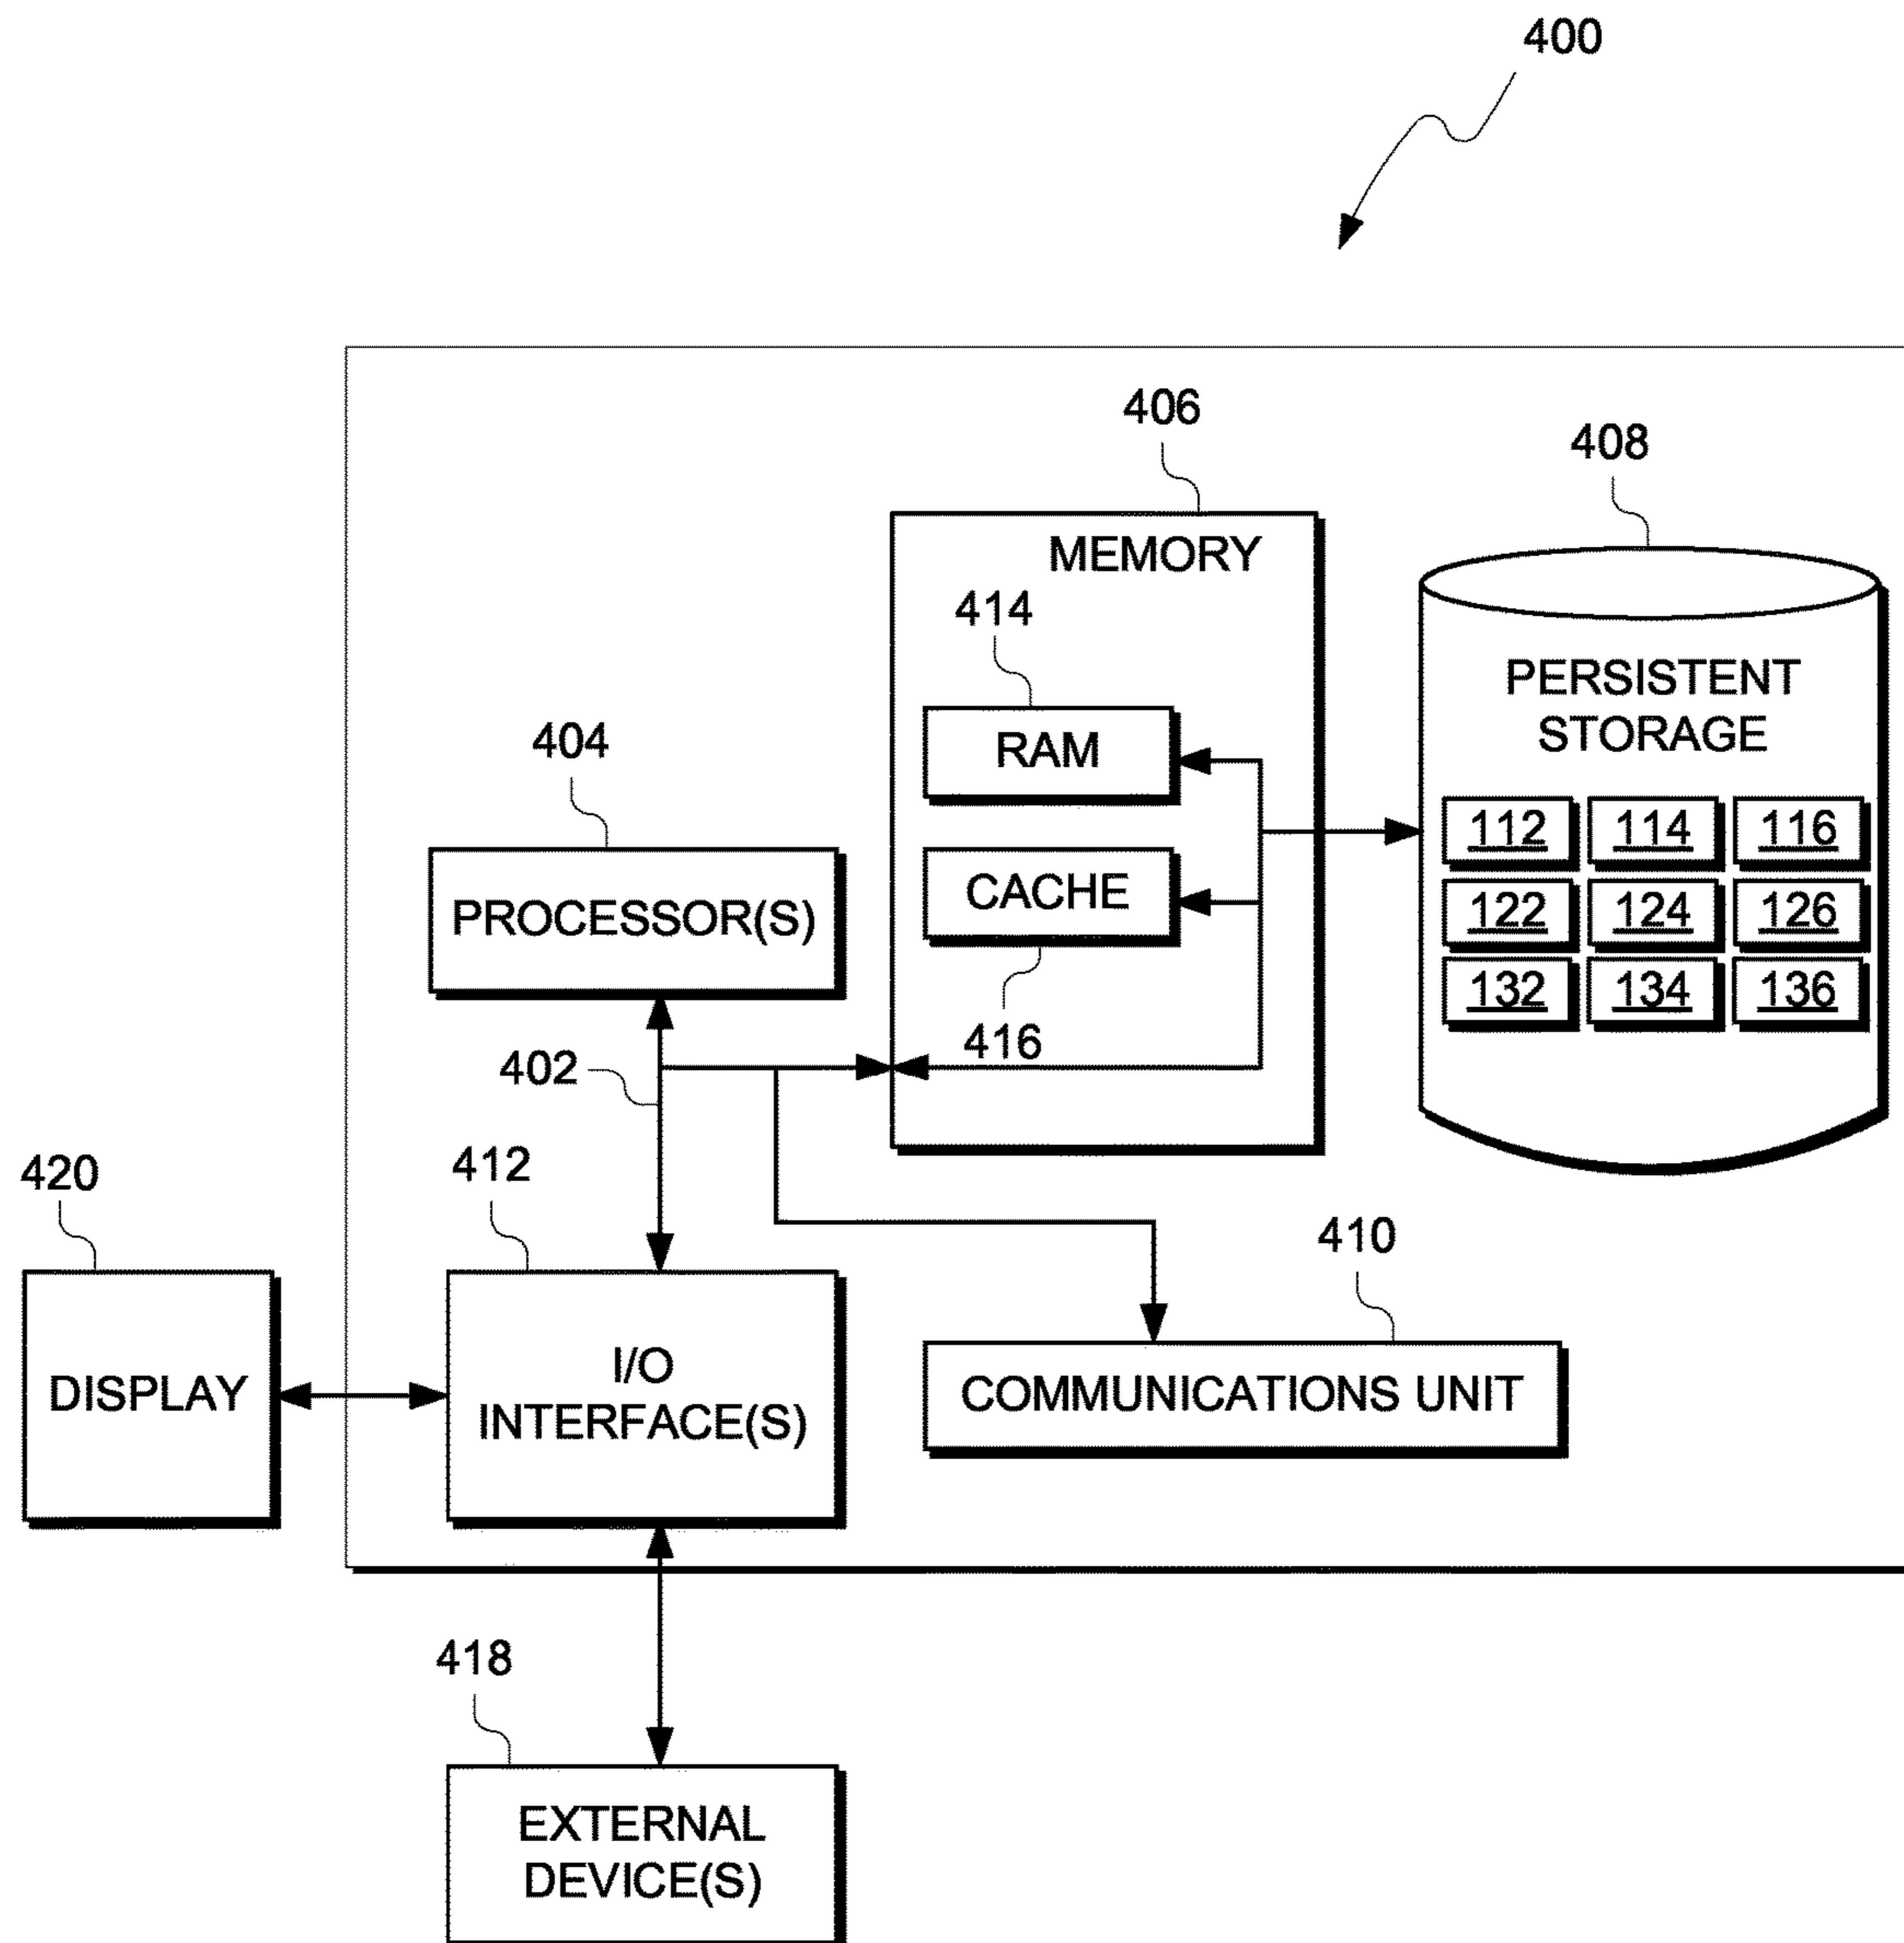 400
406
408
MEMORY
414
PERSISTENT
STORAGE
RAM
404
112 114 116
CACHE
122 124 126
PROCESSOR(S)
132 134 136
416
402
420
412
410
I/O
INTERFACE(S)
DISPLAY
COMMUNICATIONS UNIT
418
EXTERNAL
DEVICE(S)